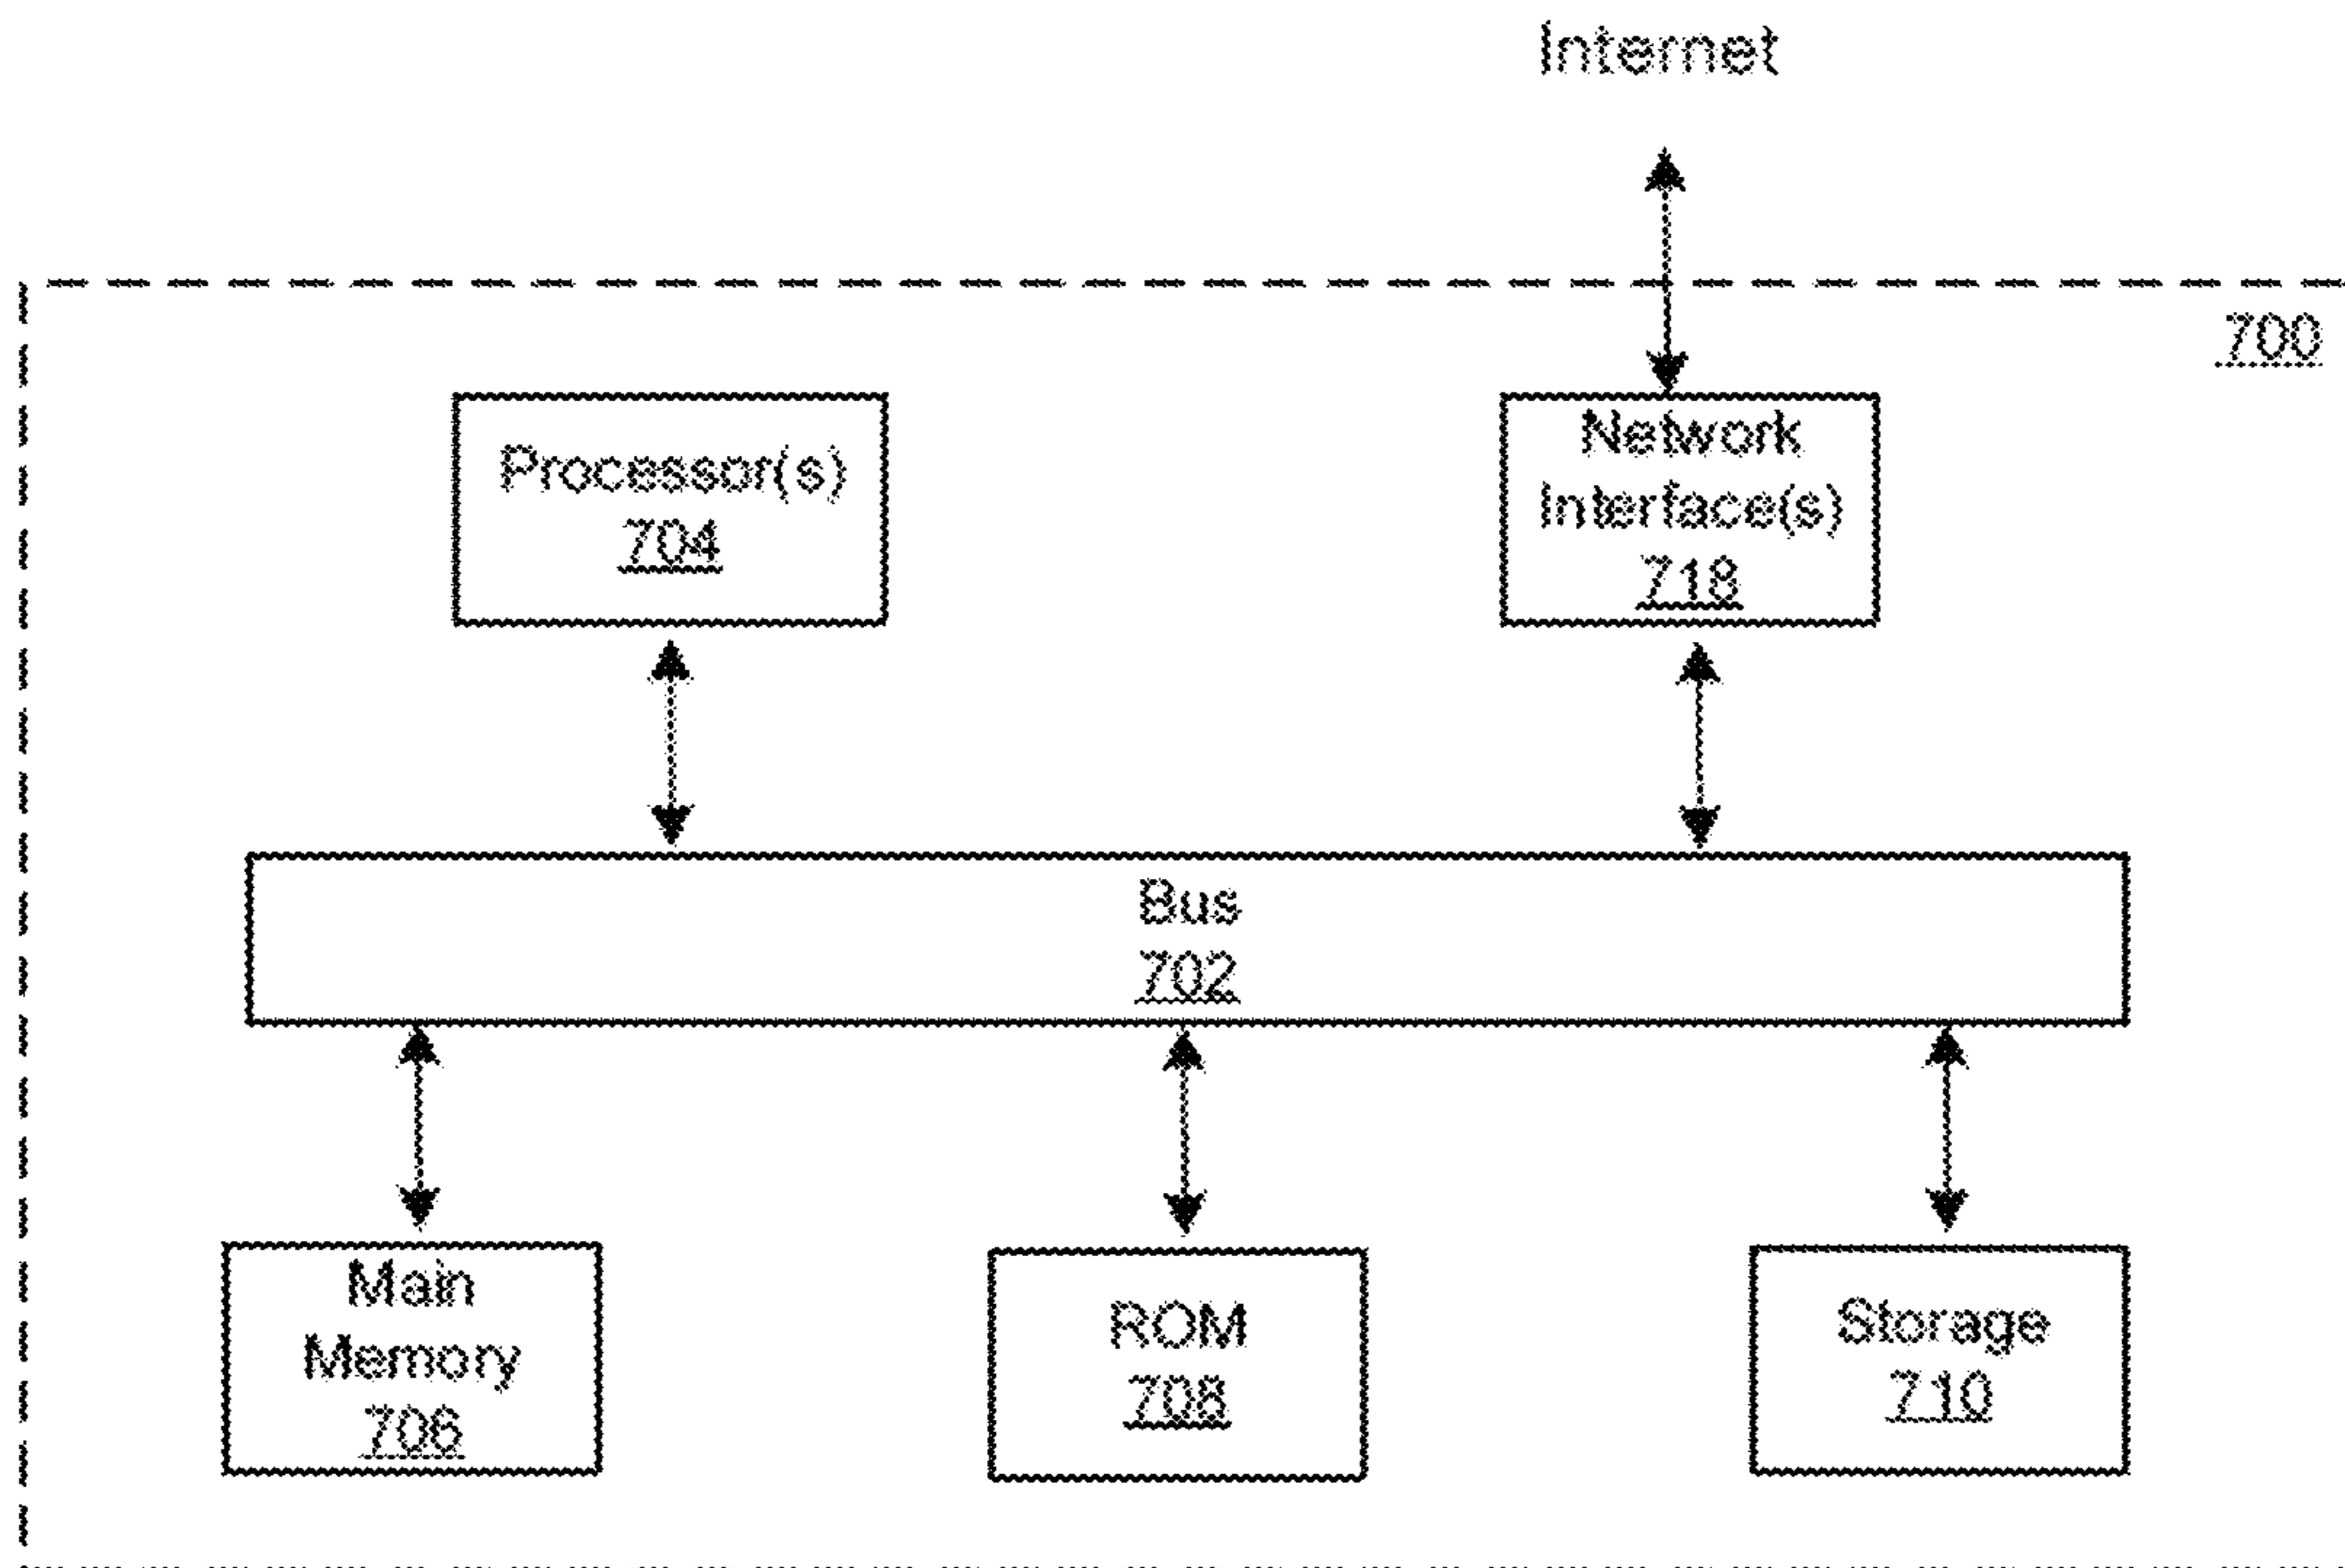 Internet
700
Processor(s)
704
Network
Interface(s)
718
Bus
702
Main
Memory
706
ROM
708
Storage
710